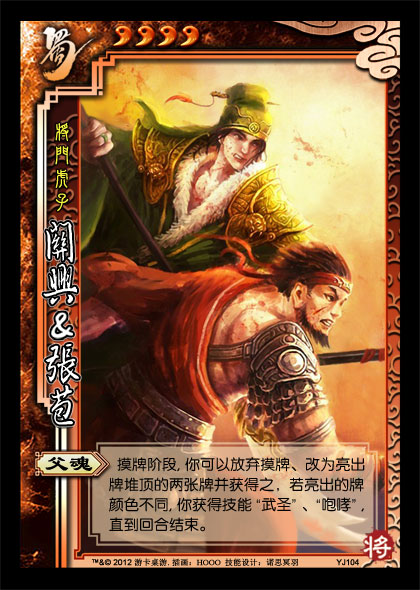 蜀
將門虎子
關興&張苞
父魂
摸牌阶段,你可以放弃摸牌、改为亮出
牌堆顶的两张牌并获得之,若亮出的牌
颜色不同,你获得技能“武圣”、“咆哮”,
直到回合结束。
将
™&© 2012 游卡桌游. 插画: HOOO 技能设计: 诺思冥羽 YJ104